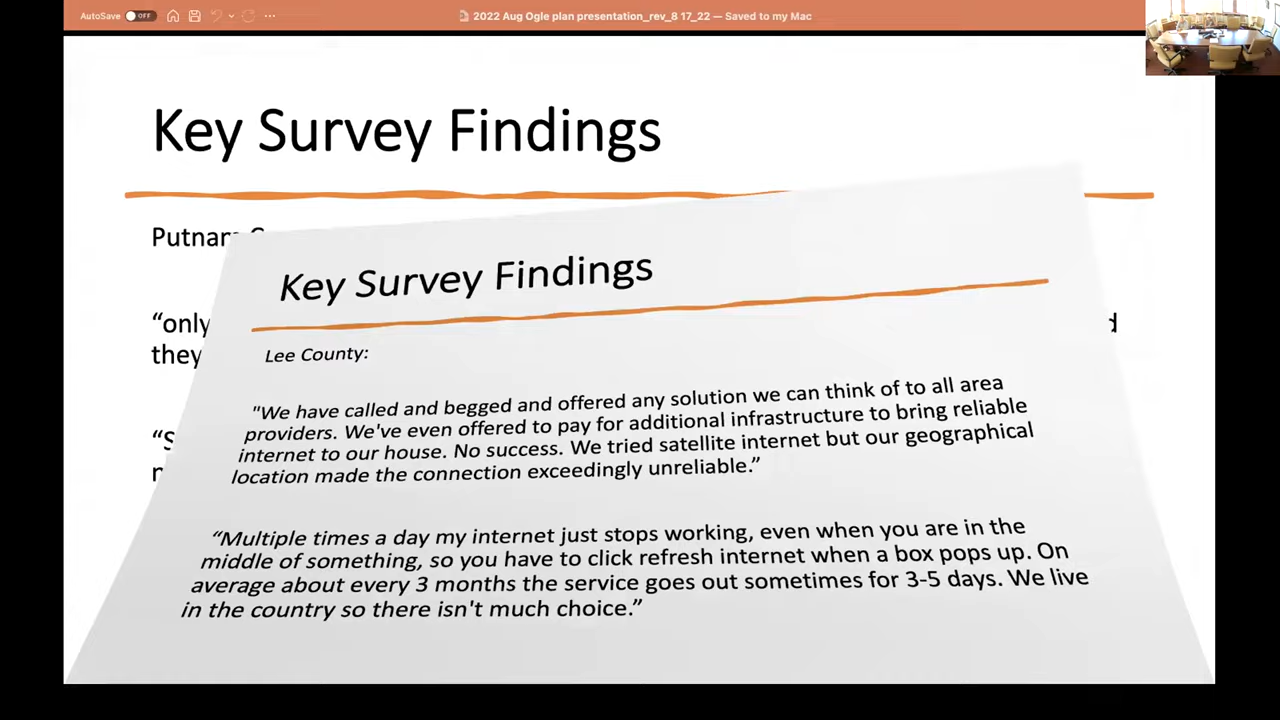 AutoSave OFF
2022 Aug Ogle plan presentation_rev_8 17_22 — Saved to my Mac
Key Survey Findings
“only
they
“S
Key Survey Findings
Lee County:
"We have called and begged and offered any solution we can think of to all area
providers. We've even offered to pay for additional infrastructure to bring reliable
internet to our house. No success. We tried satellite internet but our geographical
location made the connection exceedingly unreliable.”
“Multiple times a day my internet just stops working, even when you are in the
middle of something, so you have to click refresh internet when a box pops up. On
average about every 3 months the service goes out sometimes for 3-5 days. We live
in the country so there isn't much choice.”